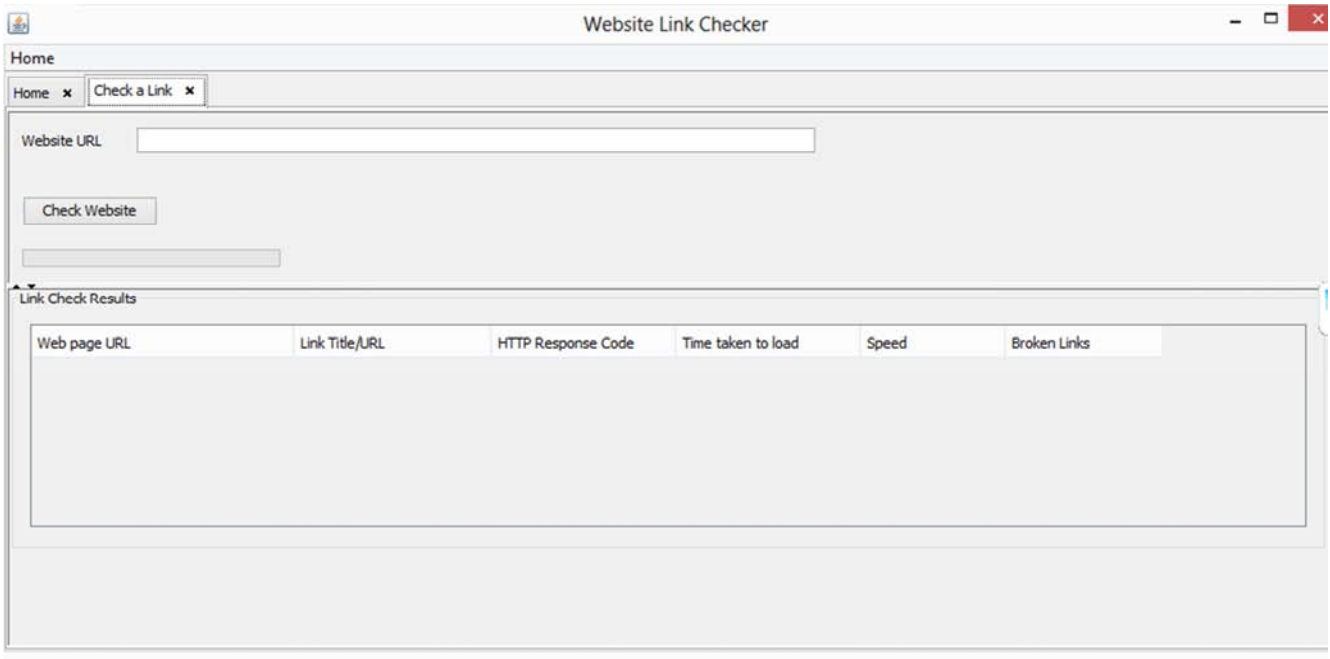 Website Link Checker
Home
Home Check a Link
Website URL
Check Website
Link Check Results
Web page URL Link Title/URL HTTP Response Code Time taken to load Speed Broken Links